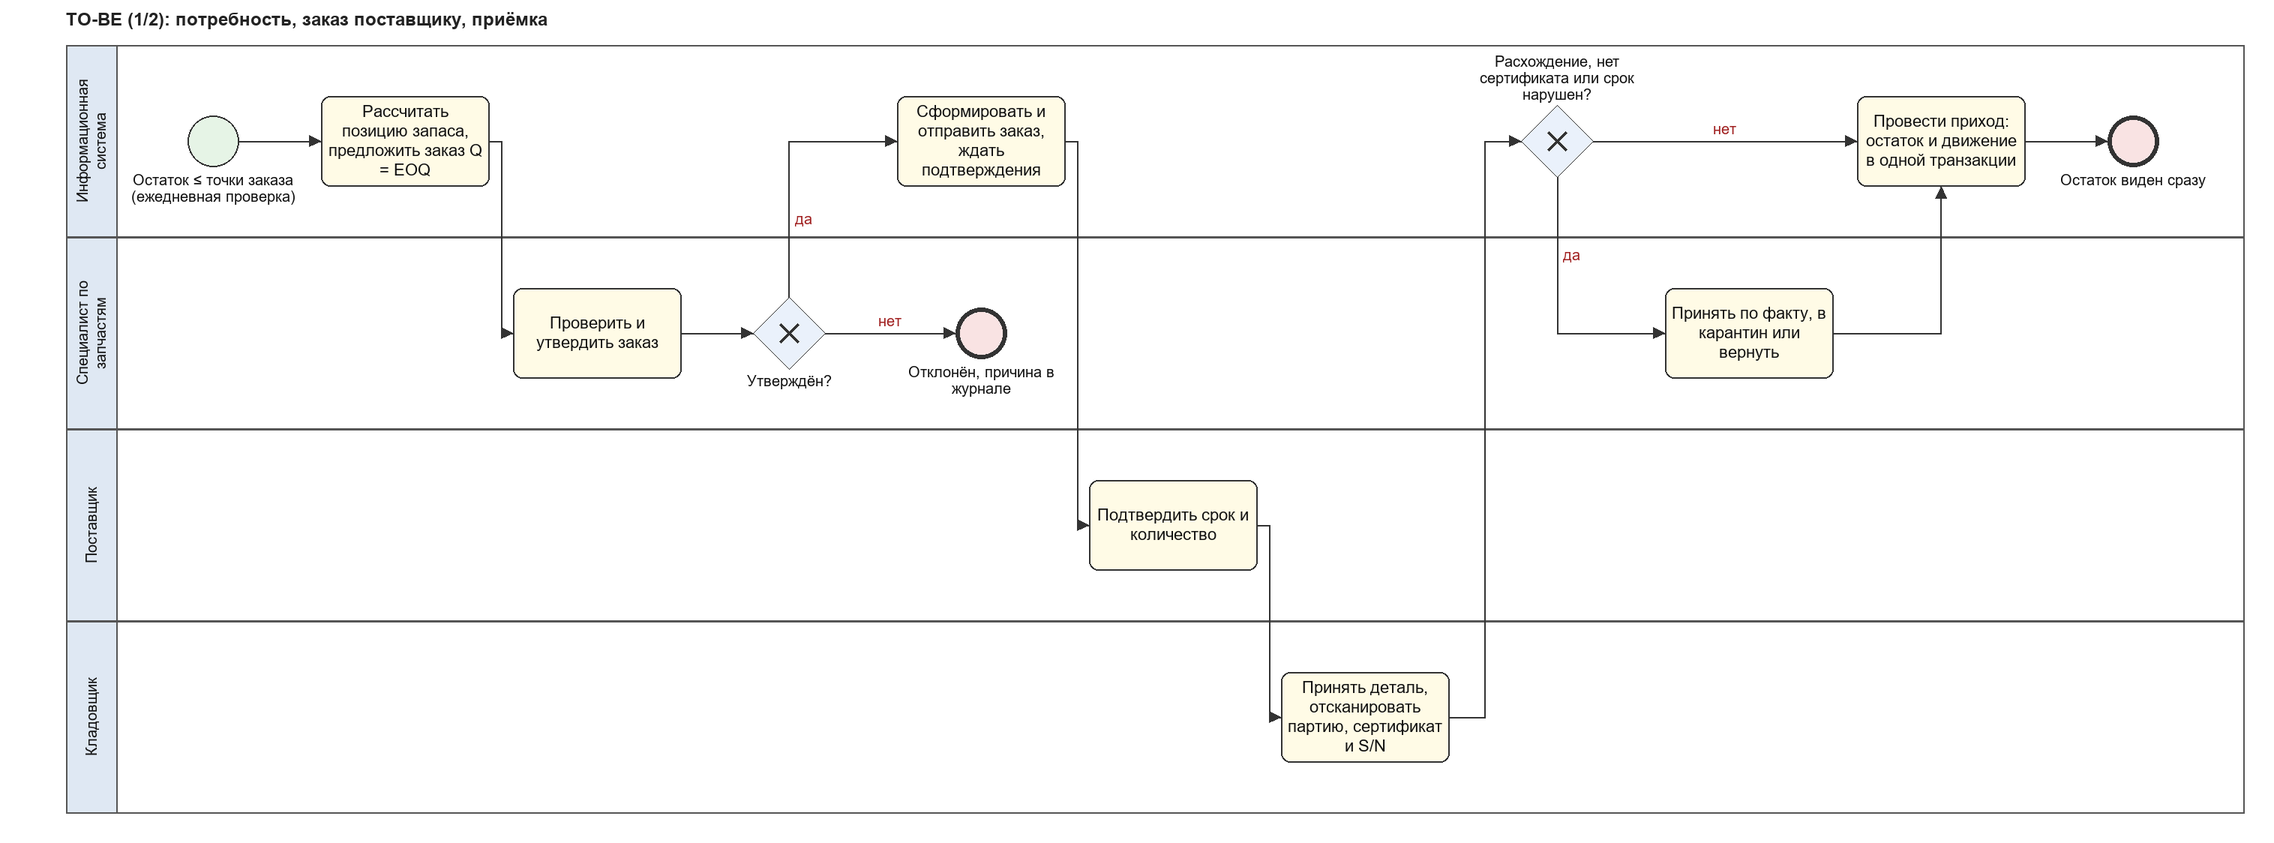 TO-BE (1/2): потребность, заказ поставщику, приёмка
Информационная
система
Остаток ≤ точки заказа
(ежедневная проверка)
Рассчитать
позицию запаса,
предложить заказ Q
= EOQ
Сформировать и
отправить заказ,
ждать
подтверждения
да
Расхождение, нет
сертификата или срок
нарушен?
нет
Провести приход:
остаток и движение
в одной транзакции
Остаток виден сразу
Специалист по
запчастям
Проверить и
утвердить заказ
Утверждён?
нет
Отклонён, причина в
журнале
да
Принять по факту, в
карантин или
вернуть
Поставщик
Подтвердить срок и
количество
Кладовщик
Принять деталь,
отсканировать
партию, сертификат
и S/N